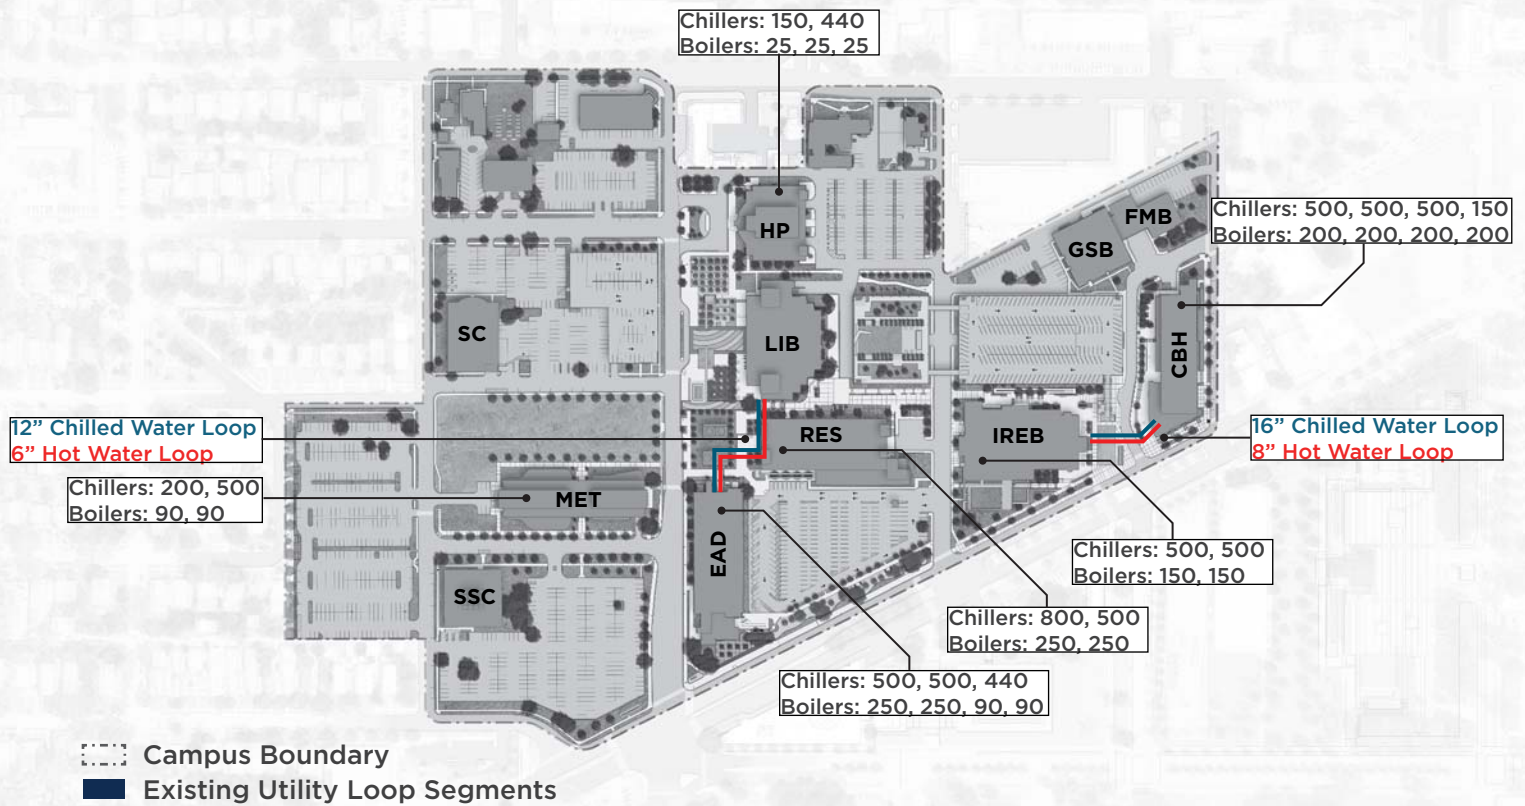 Chillers: 150, 440
Boilers: 25, 25, 25
Chillers: 500, 500, 500, 150
Boilers: 200, 200, 200, 200
FMB
HP
GSB
SC
LIB
CBH
12” Chilled Water Loop
6” Hot Water Loop
RES
IREB
16” Chilled Water Loop
8” Hot Water Loop
Chillers: 200, 500
Boilers: 90, 90
MET
EAD
Chillers: 500, 500
Boilers: 150, 150
SSC
Chillers: 800, 500
Boilers: 250, 250
Chillers: 500, 500, 440
Boilers: 250, 250, 90, 90
Campus Boundary
Existing Utility Loop Segments